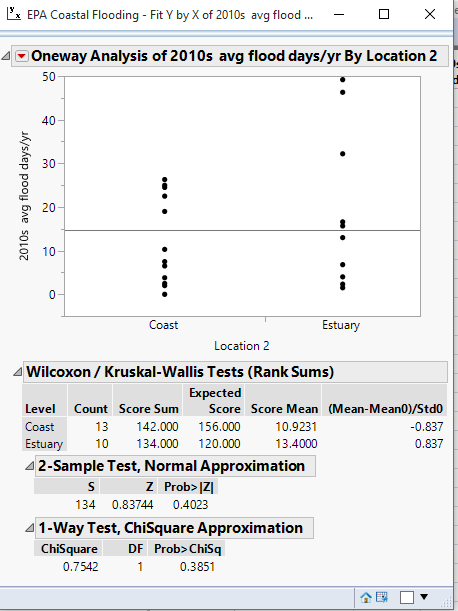 EPA Coastal Flooding - Fit Y by X of 2010s avg flood ...
Oneway Analysis of 2010s avg flood days/yr By Location 2
50
40
30
20
10
0
2010s avg flood days/yr
Coast Estuary
Location 2
Wilcoxon / Kruskal-Wallis Tests (Rank Sums)
Expected
Level Count Score Sum Score Score Mean (Mean-Mean0)/Std0
Coast 13 142.000 156.000 10.9231 -0.837
Estuary 10 134.000 120.000 13.4000 0.837
2-Sample Test, Normal Approximation
S Z Prob>|Z|
134 0.83744 0.4023
1-Way Test, ChiSquare Approximation
ChiSquare DF Prob>ChiSq
0.7542 1 0.3851